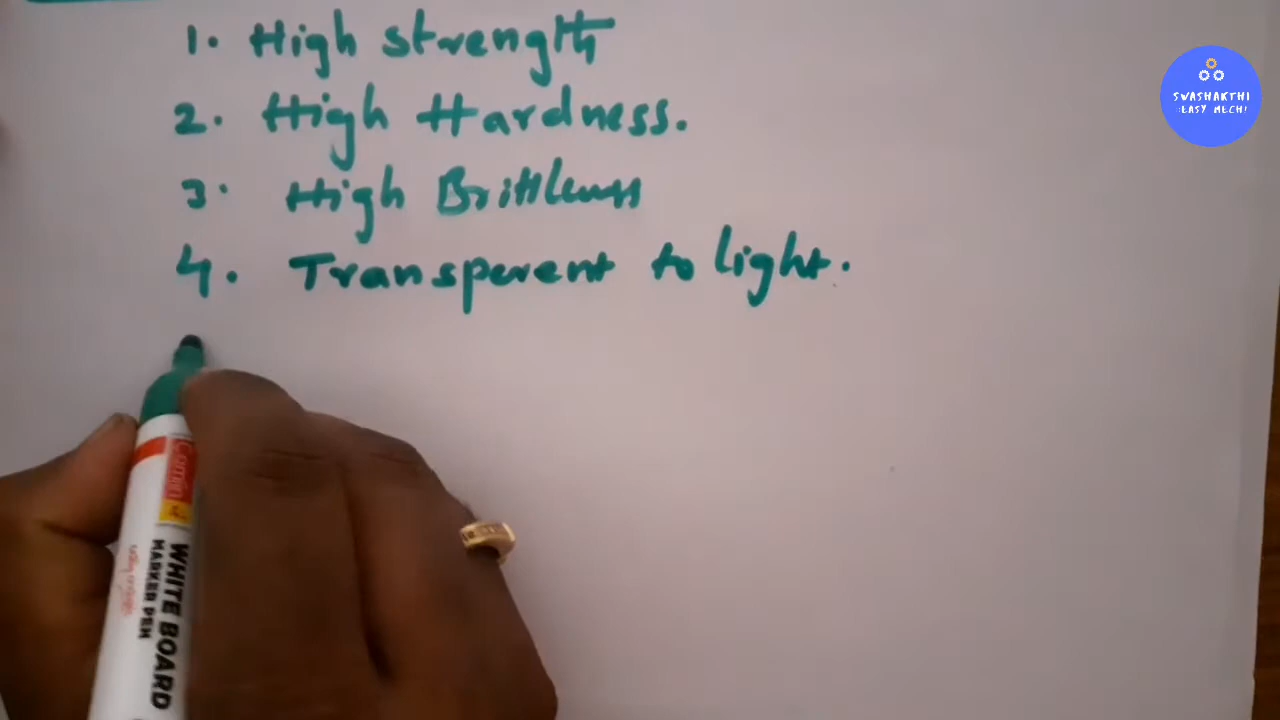 1. High strength
2. High Hardness.
3. High Brittleness
4. Transperent to light.
SWASHAKTHI
EASY MECH
Camlin
WHITE BOARD
MARKER PEN